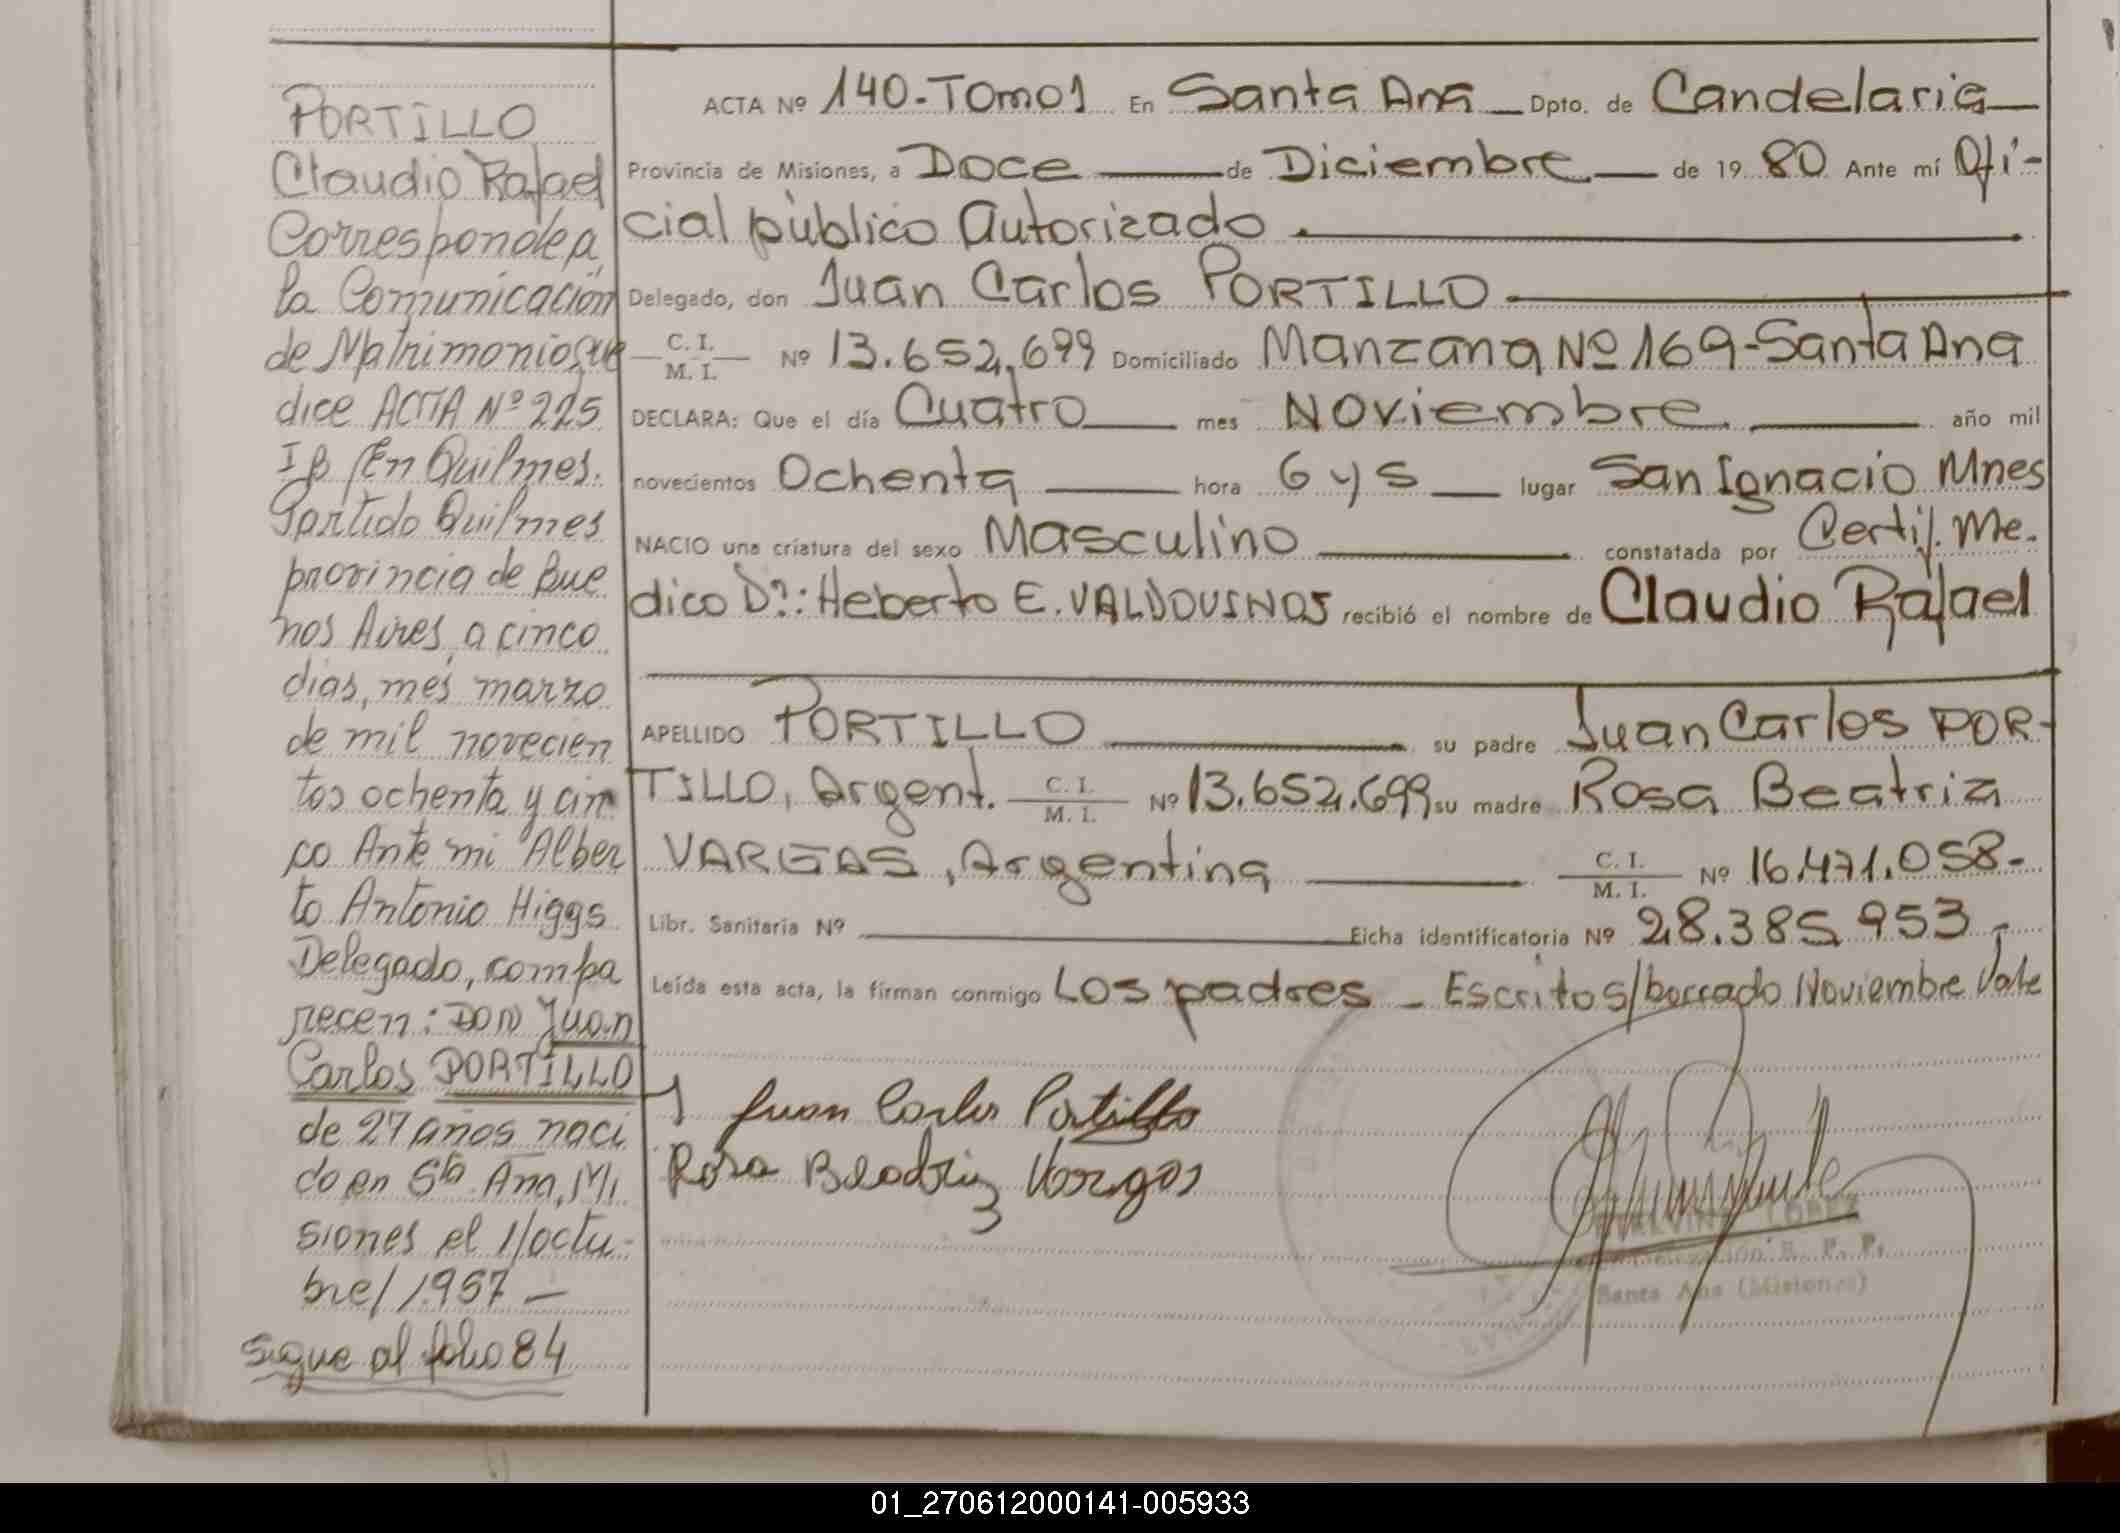 PORTILLO
Claudio Rafael
Corresponde a
la Comunicación
de Matrimonio que
dice ACTA Nº 225
I B /En Quilmes.
Partido Quilmes
provincia de Bue
nos Aires, a cinco
dias, mes marzo
de mil novecien
tos ochenta y cin
co Ante mi Alber
to Antonio Higgs
Delegado, compa
recen: DON Juan
Carlos PORTILLO
de 27 años naci
do en Sta. Ana, Mi
siones el 1/octu-
bre/1.957 —
sigue al folio 84
ACTA Nº 140-TOMO1 En Santa Ana Dpto. de Candelaria
Provincia de Misiones, a Doce de Diciembre de 19 80 Ante mí Ofi-
cial público Autorizado
Delegado, don Juan Carlos PORTILLO
C. I.
M. I. Nº 13.652.699 Domiciliado Manzana Nº 169-Santa Ana
DECLARA: Que el día Cuatro mes NOViembre año mil
novecientos Ochenta hora 6 y 5 lugar San Ignacio Mnes
NACIO una criatura del sexo Masculino constatada por Certif. Me.
dico Dr.: Heberto E. VALDOVINOS recibió el nombre de Claudio Rafael
APELLIDO PORTILLO su padre Juan Carlos POR-
TILLO, Argent. C. I.
M. I. Nº 13.652.699 su madre Rosa Beatriz
VARGAS, Argentina C. I.
M. I. Nº 16.471.058-
Libr. Sanitaria Nº Ficha identificatoria Nº 28.385 953
Leída esta acta, la firman conmigo Los padres - Escrito s/borrado Noviembre Vale
Juan Carlos Portillo
Rosa Beadriz Vargas
LOPEZ
R. P. P.
Santa Ana (Misiones)
01_270612000141-005933